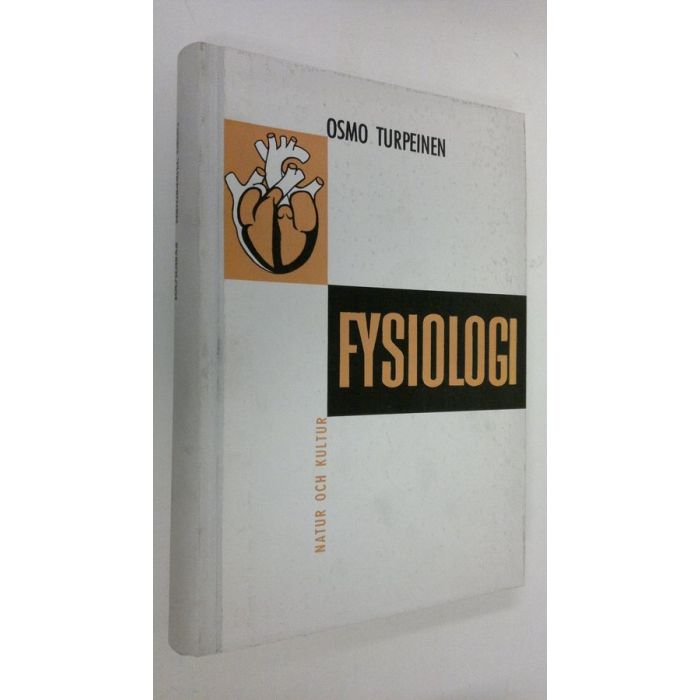 OSMO TURPEINEN
FYSIOLOGI
NATUR OCH KULTUR